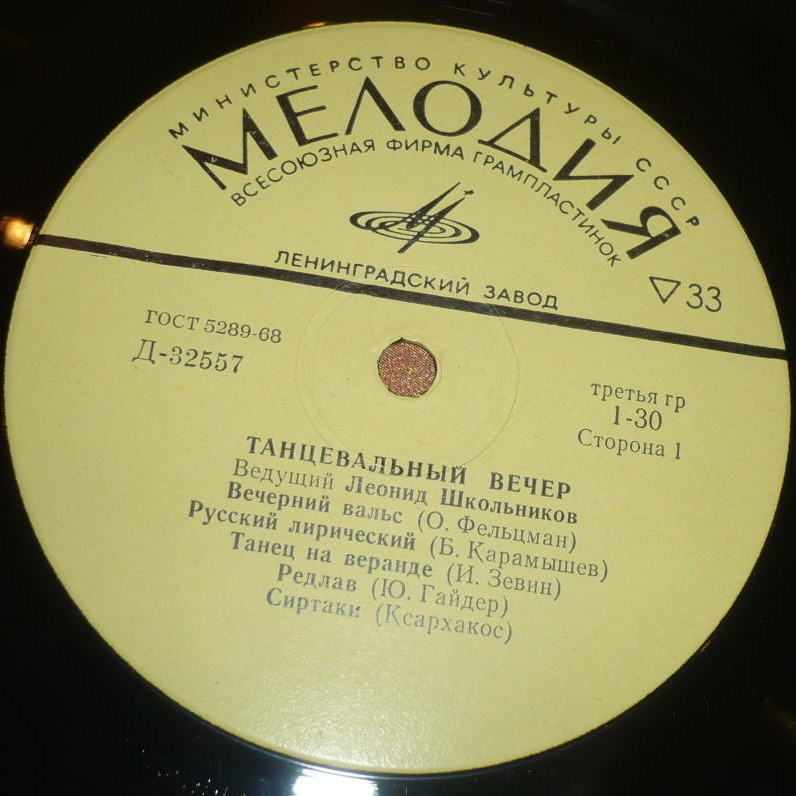 МИНИСТЕРСТВО КУЛЬТУРЫ СССР
МЕЛОДИЯ
ВСЕСОЮЗНАЯ ФИРМА ГРАМПЛАСТИНОК
ЛЕНИНГРАДСКИЙ ЗАВОД
33
ГОСТ 5289-68
Д-32557
третья гр
1-30
Сторона 1
ТАНЦЕВАЛЬНЫЙ ВЕЧЕР
Ведущий Леонид Школьников
Вечерний вальс (О. Фельцман)
Русский лирический (Б. Карамышев)
Танец на веранде (И. Зевин)
Редлав (Ю. Гайдер)
Сиртаки (Ксархакос)